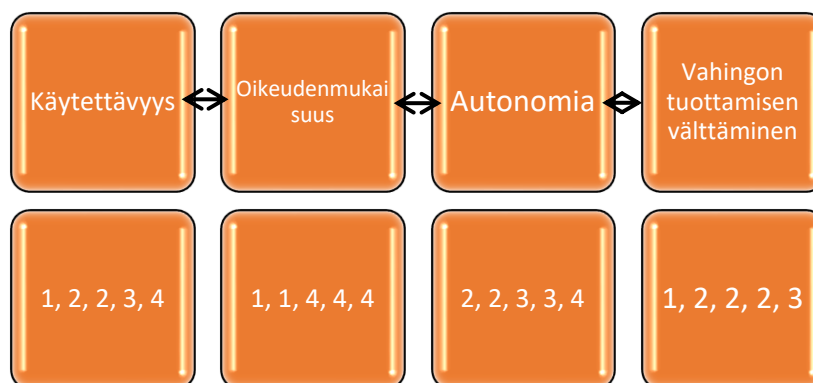 Käytettävyys
Oikeudenmukai
suus
Autonomia
Vahingon
tuottamisen
välttäminen
1, 2, 2, 3, 4
1, 1, 4, 4, 4
2, 2, 3, 3, 4
1, 2, 2, 2, 3